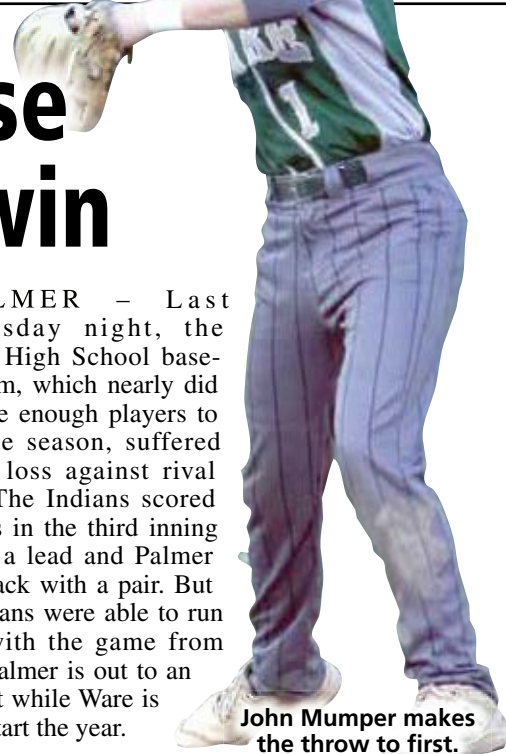 se
win
LMER – Last
sday night, the
High School base-
m, which nearly did
e enough players to
e season, suffered
loss against rival
The Indians scored
s in the third inning
a lead and Palmer
ack with a pair. But
ans were able to run
with the game from
almer is out to an
t while Ware is
tart the year.
1
John Mumper makes
the throw to first.